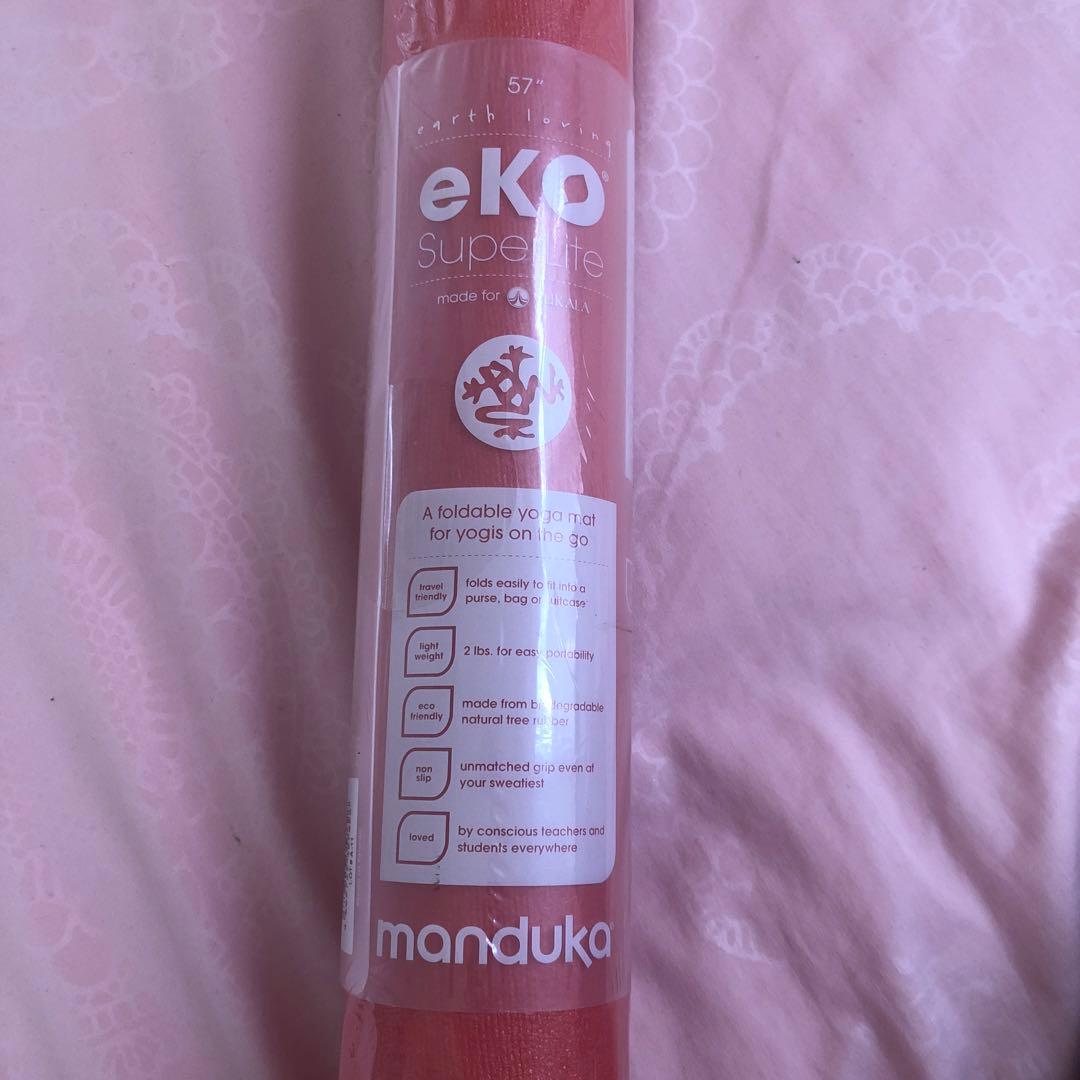 57"
earth loving
eKO®
SuperLite
made for YUKALA
A foldable yoga mat
for yogis on the go
travel
friendly
folds easily to fit into a
purse, bag or suitcase
light
weight
2 lbs. for easy portability
eco
friendly
made from biodegradable
natural tree rubber
non
slip
unmatched grip even at
your sweatiest
loved
by conscious teachers and
students everywhere
manduka